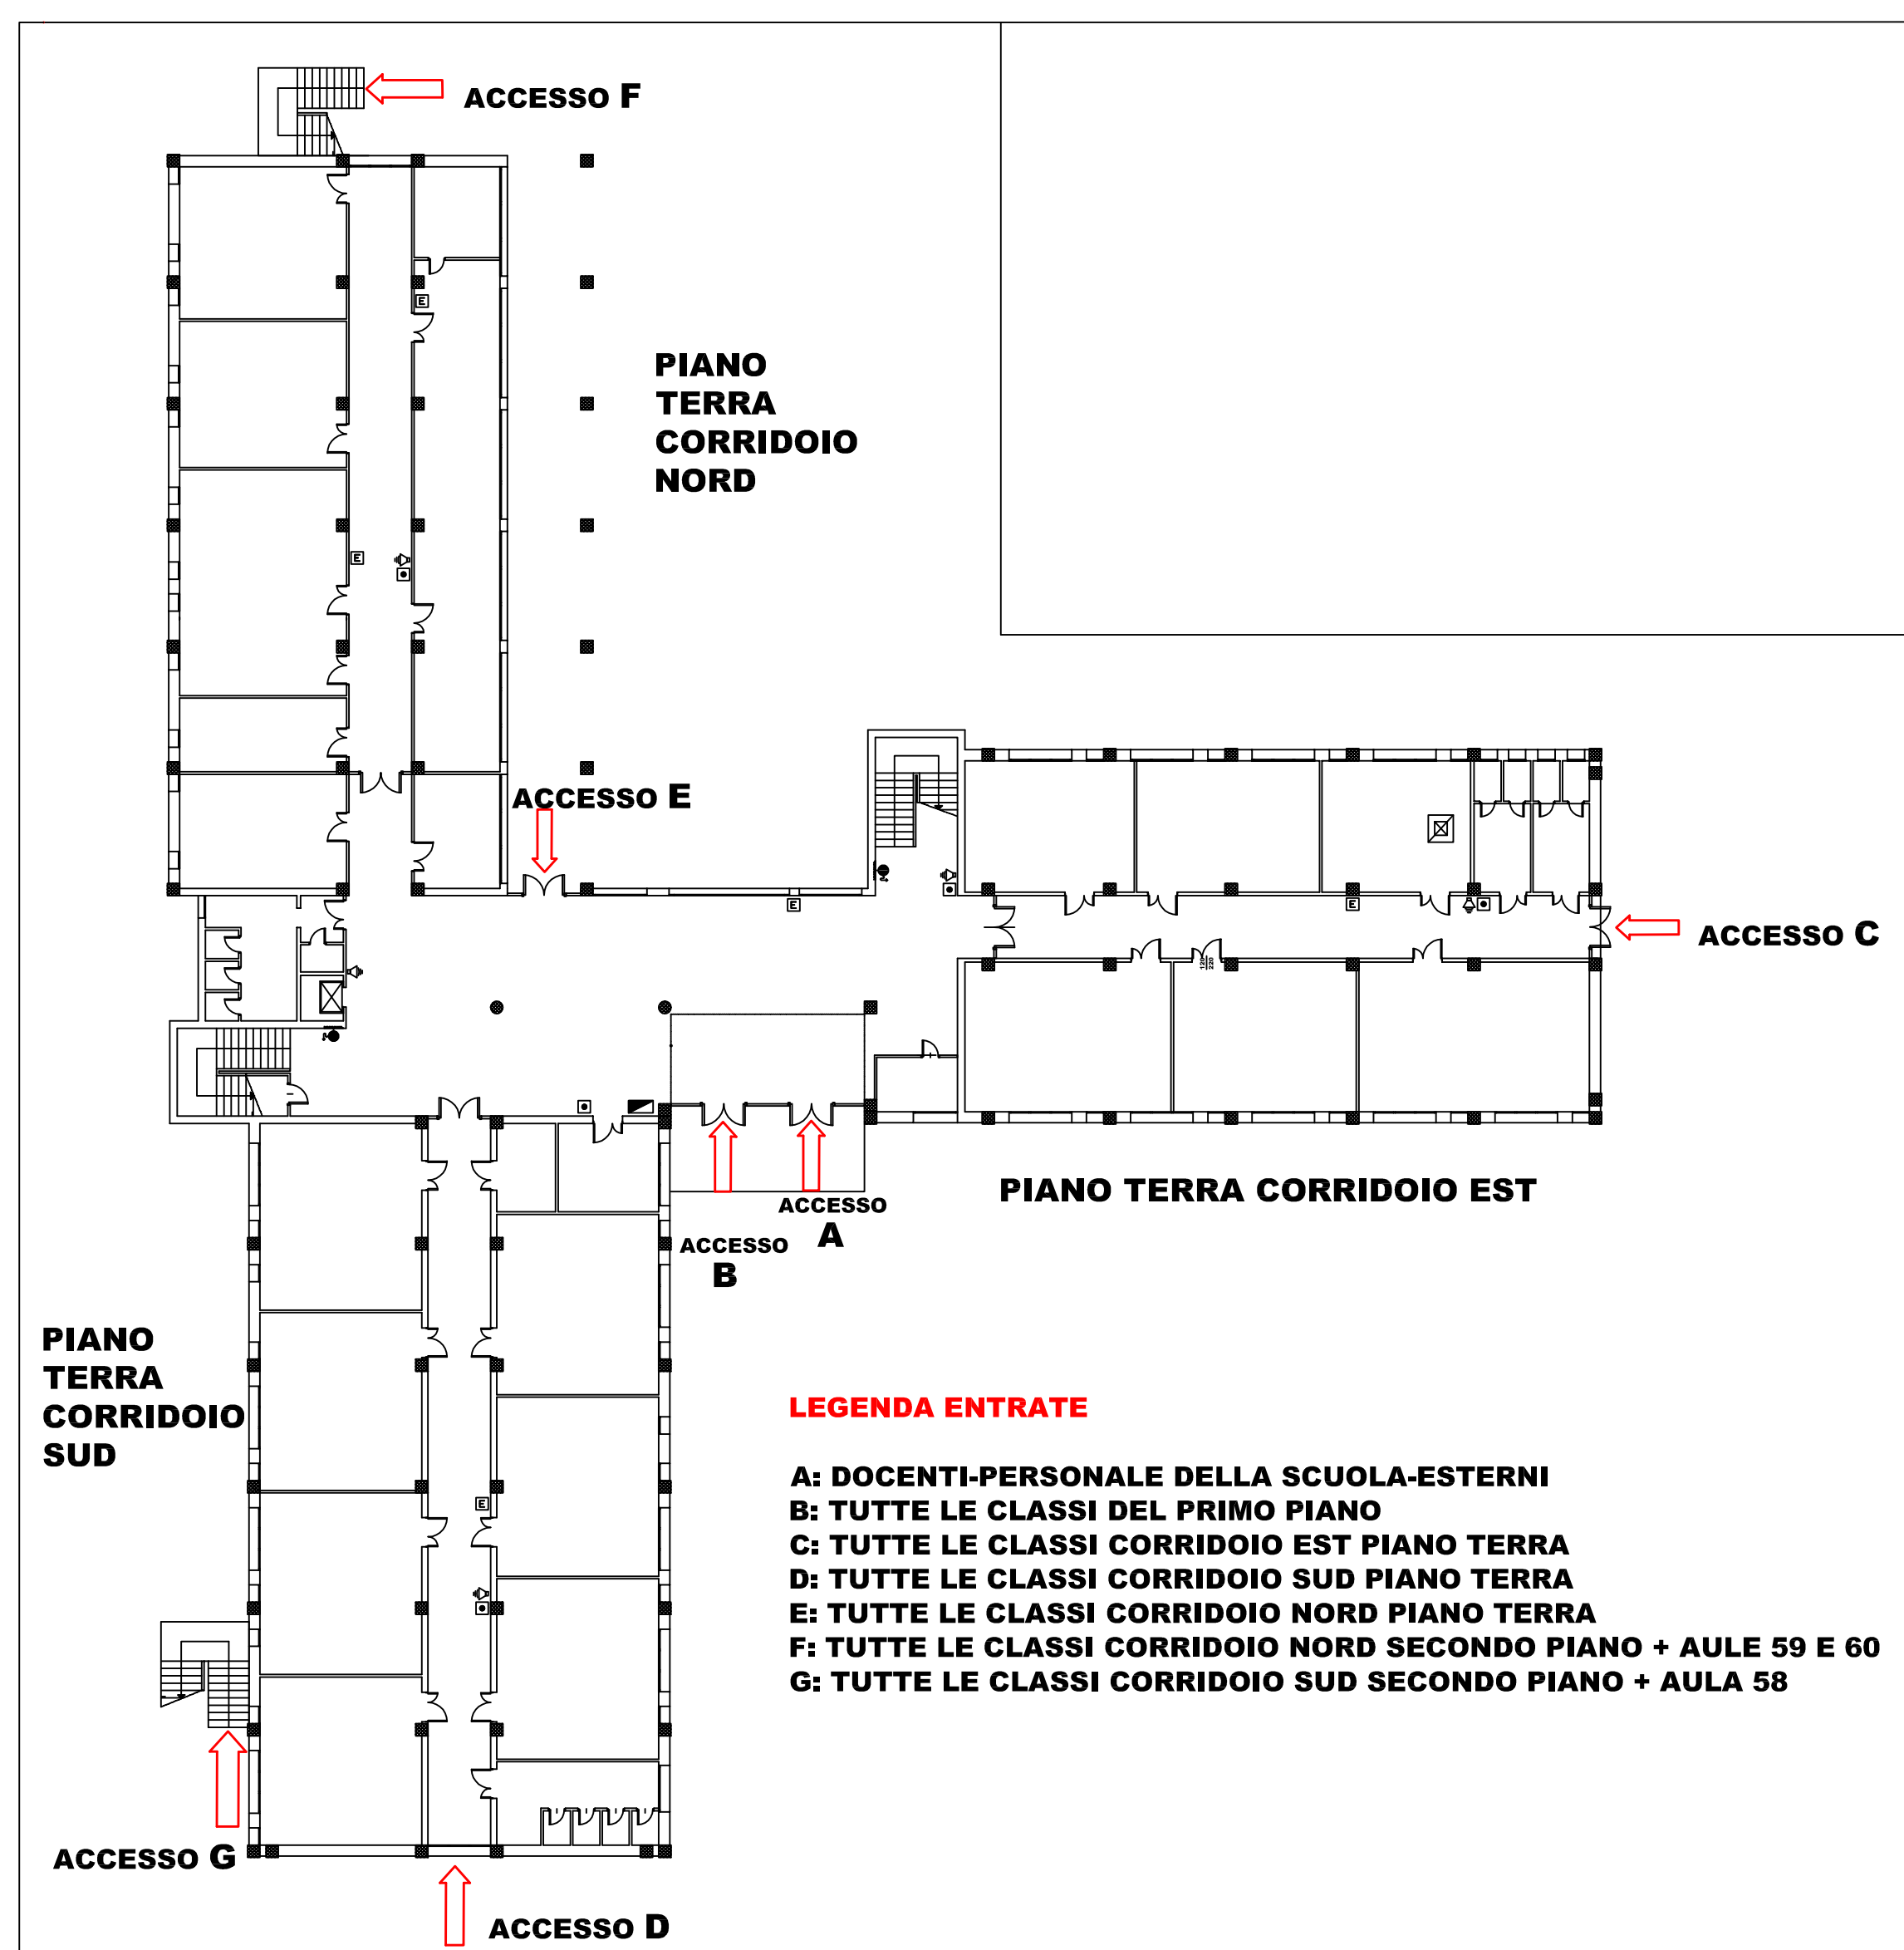 ACCESSO F
PIANO
TERRA
CORRIDOIO
NORD
ACCESSO E
E
E
E
E
ACCESSO C
120
220
PIANO TERRA CORRIDOIO EST
ACCESSO
A
ACCESSO
B
PIANO
TERRA
CORRIDOIO
SUD
E
LEGENDA ENTRATE
A: DOCENTI-PERSONALE DELLA SCUOLA-ESTERNI
B: TUTTE LE CLASSI DEL PRIMO PIANO
C: TUTTE LE CLASSI CORRIDOIO EST PIANO TERRA
D: TUTTE LE CLASSI CORRIDOIO SUD PIANO TERRA
E: TUTTE LE CLASSI CORRIDOIO NORD PIANO TERRA
F: TUTTE LE CLASSI CORRIDOIO NORD SECONDO PIANO + AULE 59 E 60
G: TUTTE LE CLASSI CORRIDOIO SUD SECONDO PIANO + AULA 58
ACCESSO G
ACCESSO D